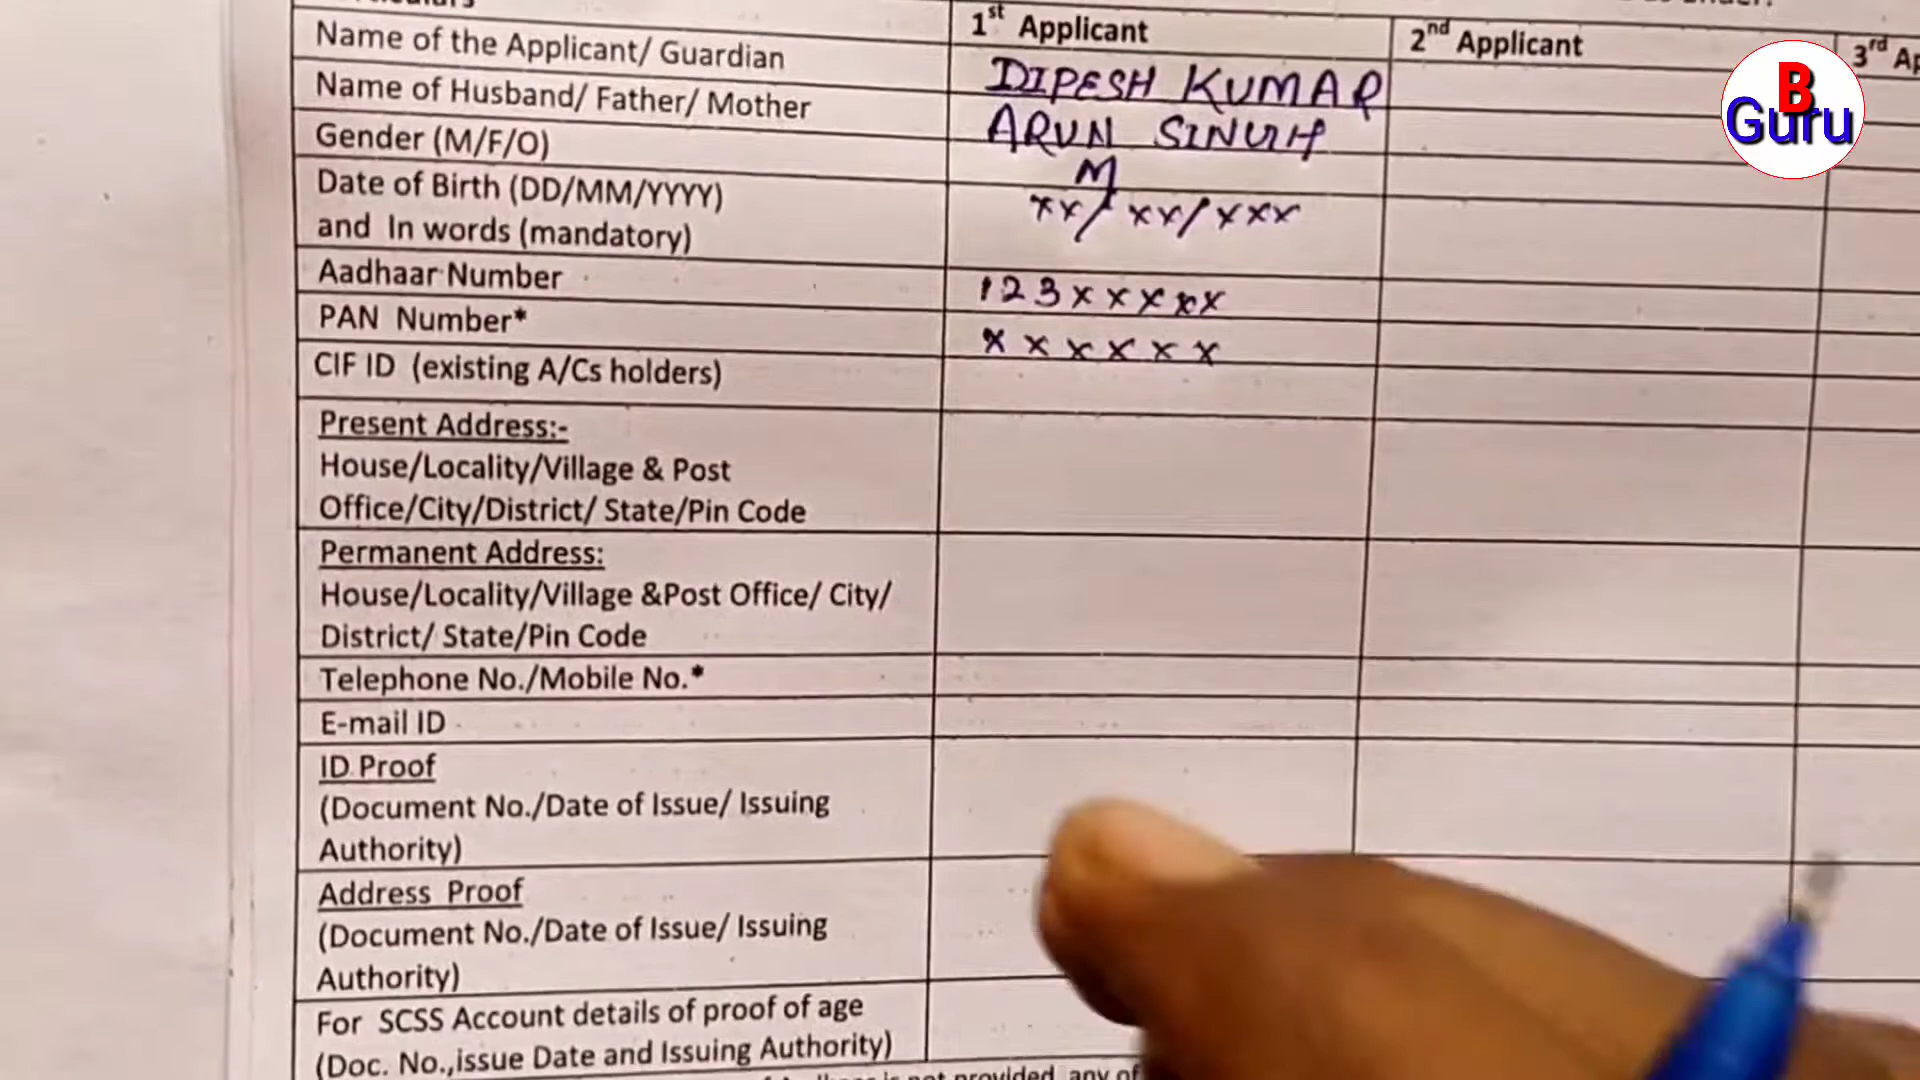 1st Applicant
2nd Applicant
3rd Ap
Name of the Applicant/ Guardian
DIPESH KUMAR
Name of Husband/ Father/ Mother
ARUN SINGH
Gender (M/F/O)
M
Date of Birth (DD/MM/YYYY)
xx/ xx/ xxx
and In words (mandatory)
Aadhaar Number
123xxxxx
PAN Number*
xxxxxx
CIF ID (existing A/Cs holders)
Present Address:-
House/Locality/Village & Post
Office/City/District/ State/Pin Code
Permanent Address:
House/Locality/Village &Post Office/ City/
District/ State/Pin Code
Telephone No./Mobile No.*
E-mail ID
ID Proof
(Document No./Date of Issue/ Issuing
Authority)
Address Proof
(Document No./Date of Issue/ Issuing
Authority)
For SCSS Account details of proof of age
(Doc. No.,issue Date and Issuing Authority)
is not provided, any of
B
Guru